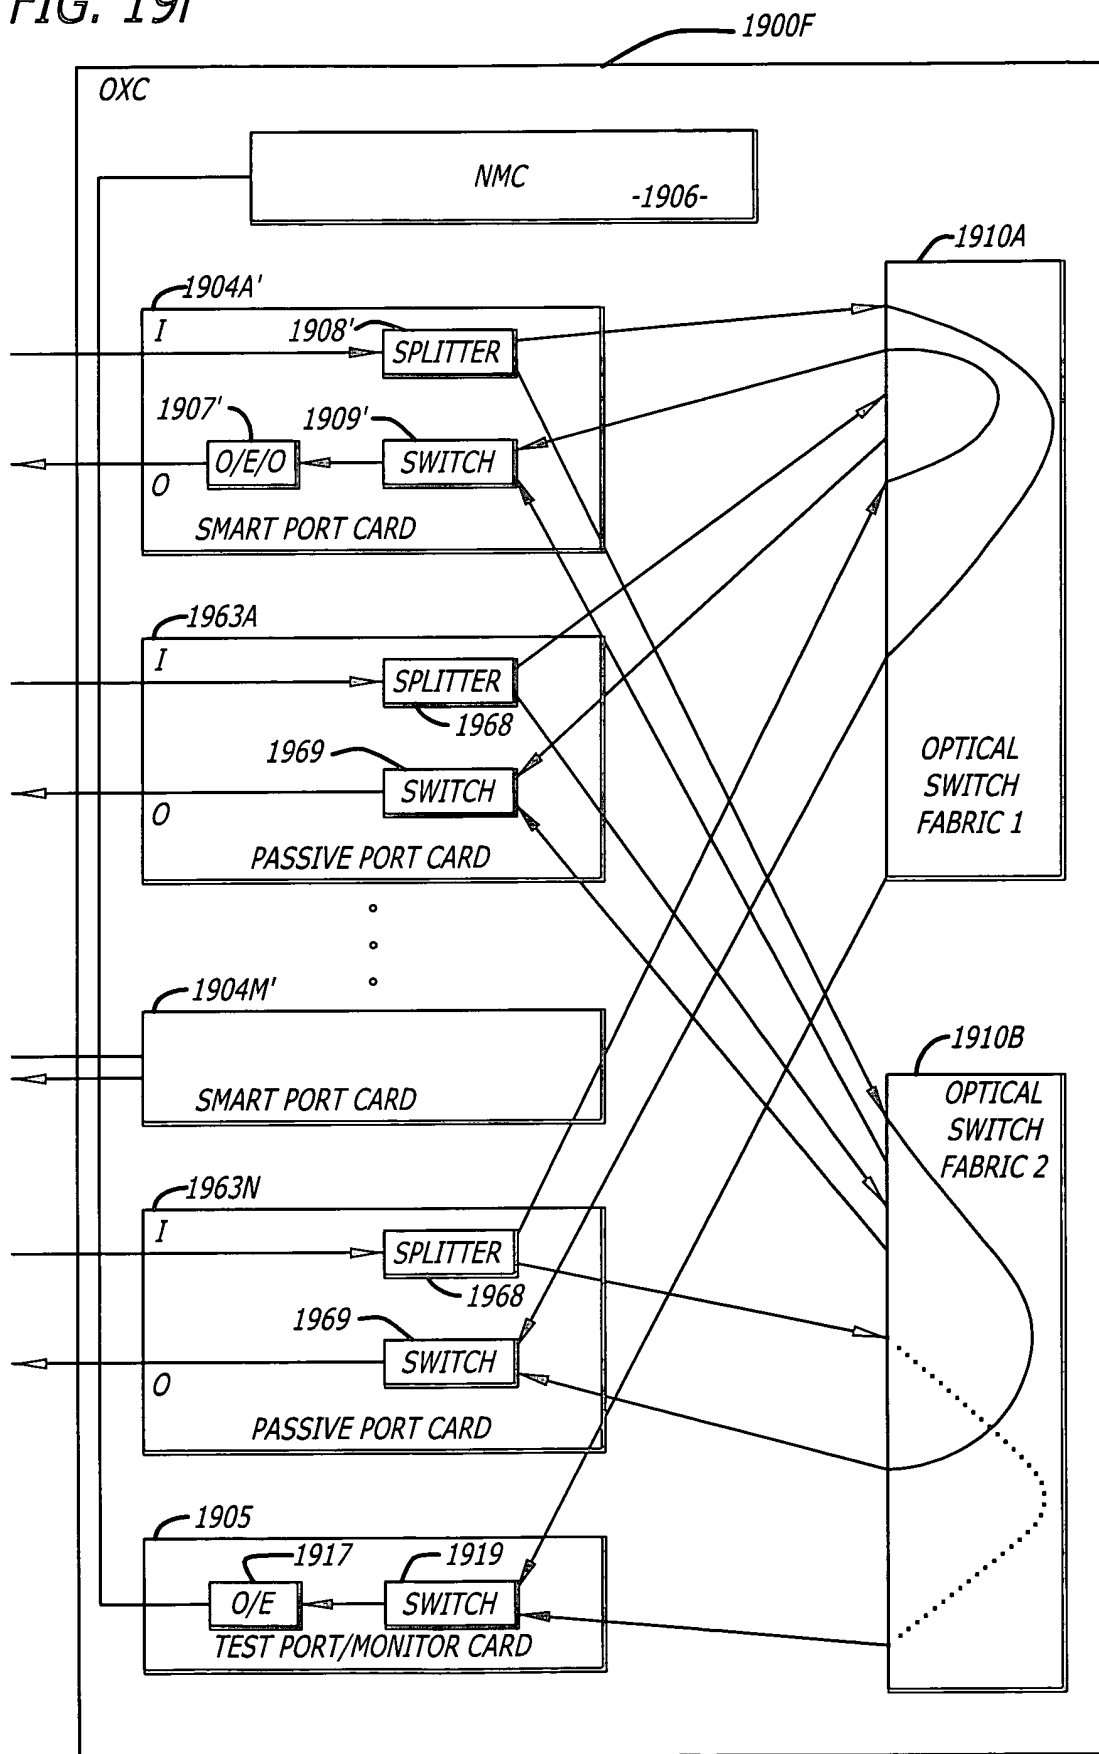 FIG. 19F
1900F
OXC
NMC
-1906-
1910A
1904A'
I
1908'
SPLITTER
1907'
1909'
O/E/O
SWITCH
O
SMART PORT CARD
1963A
I
SPLITTER
1968
1969
SWITCH
O
PASSIVE PORT CARD
OPTICAL
SWITCH
FABRIC 1
1904M'
SMART PORT CARD
1910B
OPTICAL
SWITCH
FABRIC 2
1963N
I
SPLITTER
1968
1969
SWITCH
O
PASSIVE PORT CARD
1905
1917
1919
O/E
SWITCH
TEST PORT/MONITOR CARD